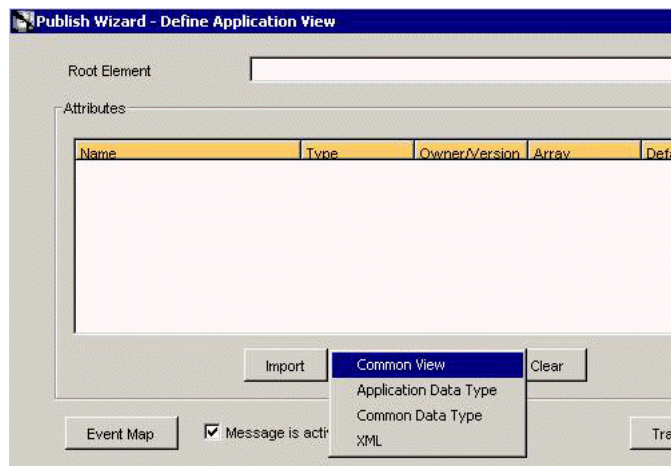 Publish Wizard - Define Application View
Root Element
Attributes
Name Type Owner/Version Array
Import Common View Clear
Application Data Type
Common Data Type
XML
Event Map Message is